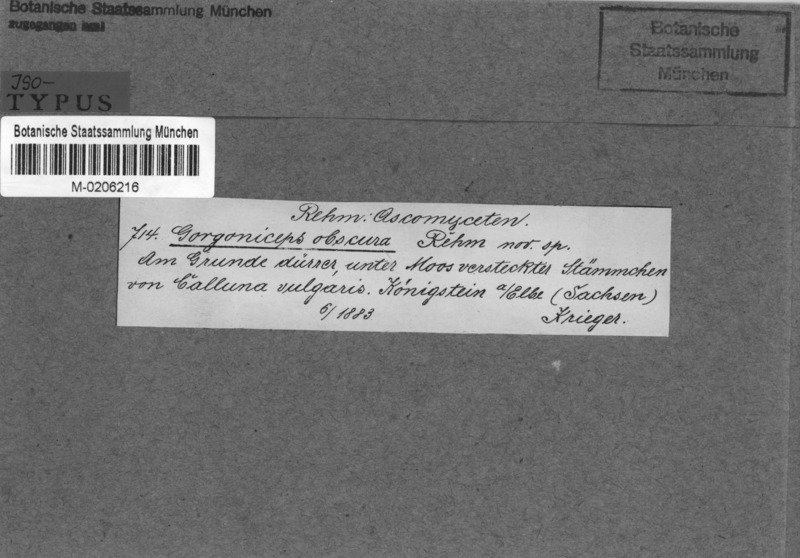 Botanische Staatssammlung München
zugegangen
Botanische
Staatssammlung
München
Iso-
TYPUS
Botanische Staatssammlung München
M-0206216
Rehm: Ascomyceten.
714. Gorgoniceps obscura Rehm nov. sp.
Am Grunde dürrer, unter Moos versteckter Stämmchen
von Calluna vulgaris. Königstein a/Elbe (Sachsen)
6/1883 Krieger.